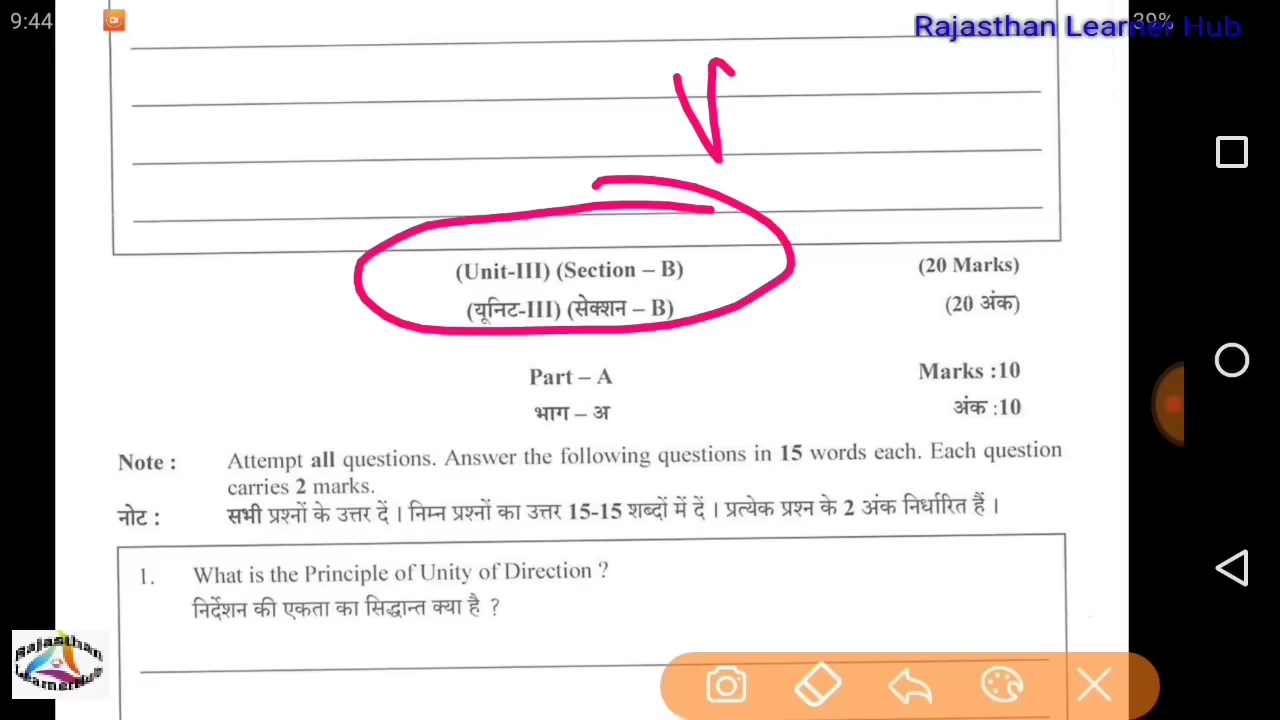 9:44
39%
Rajasthan Learner Hub
(Unit-III) (Section – B) (20 Marks)
(यूनिट-III) (सेक्शन – B) (20 अंक)
Part – A Marks :10
भाग – अ अंक :10
Note : Attempt all questions. Answer the following questions in 15 words each. Each question
carries 2 marks.
नोट : सभी प्रश्नों के उत्तर दें। निम्न प्रश्नों का उत्तर 15-15 शब्दों में दें। प्रत्येक प्रश्न के 2 अंक निर्धारित हैं।
1. What is the Principle of Unity of Direction ?
निर्देशन की एकता का सिद्धान्त क्या है ?
Rajasthan
LearnerHub